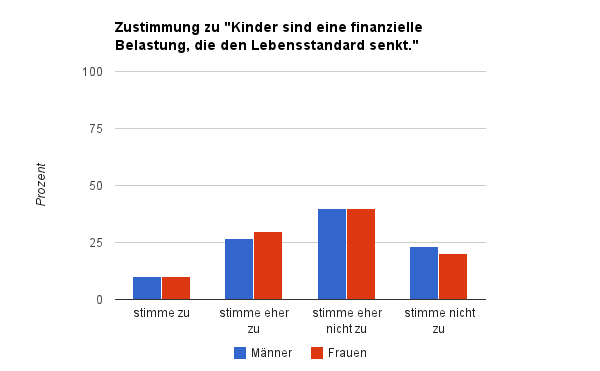 Zustimmung zu "Kinder sind eine finanzielle
Belastung, die den Lebensstandard senkt."
100
75
50
25
0
Prozent
stimme zu
stimme eher
zu
stimme eher
nicht zu
stimme nicht
zu
Männer
Frauen